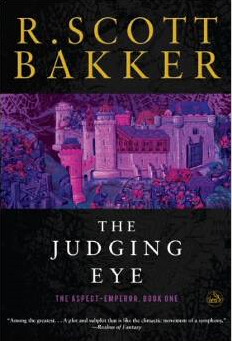 R. SCOTT
BAKKER
THE
JUDGING
EYE
THE ASPECT-EMPEROR, BOOK ONE
"Among the greatest. . . A plot and subplot that is like the climactic movement of a symphony."
—Realms of Fantasy